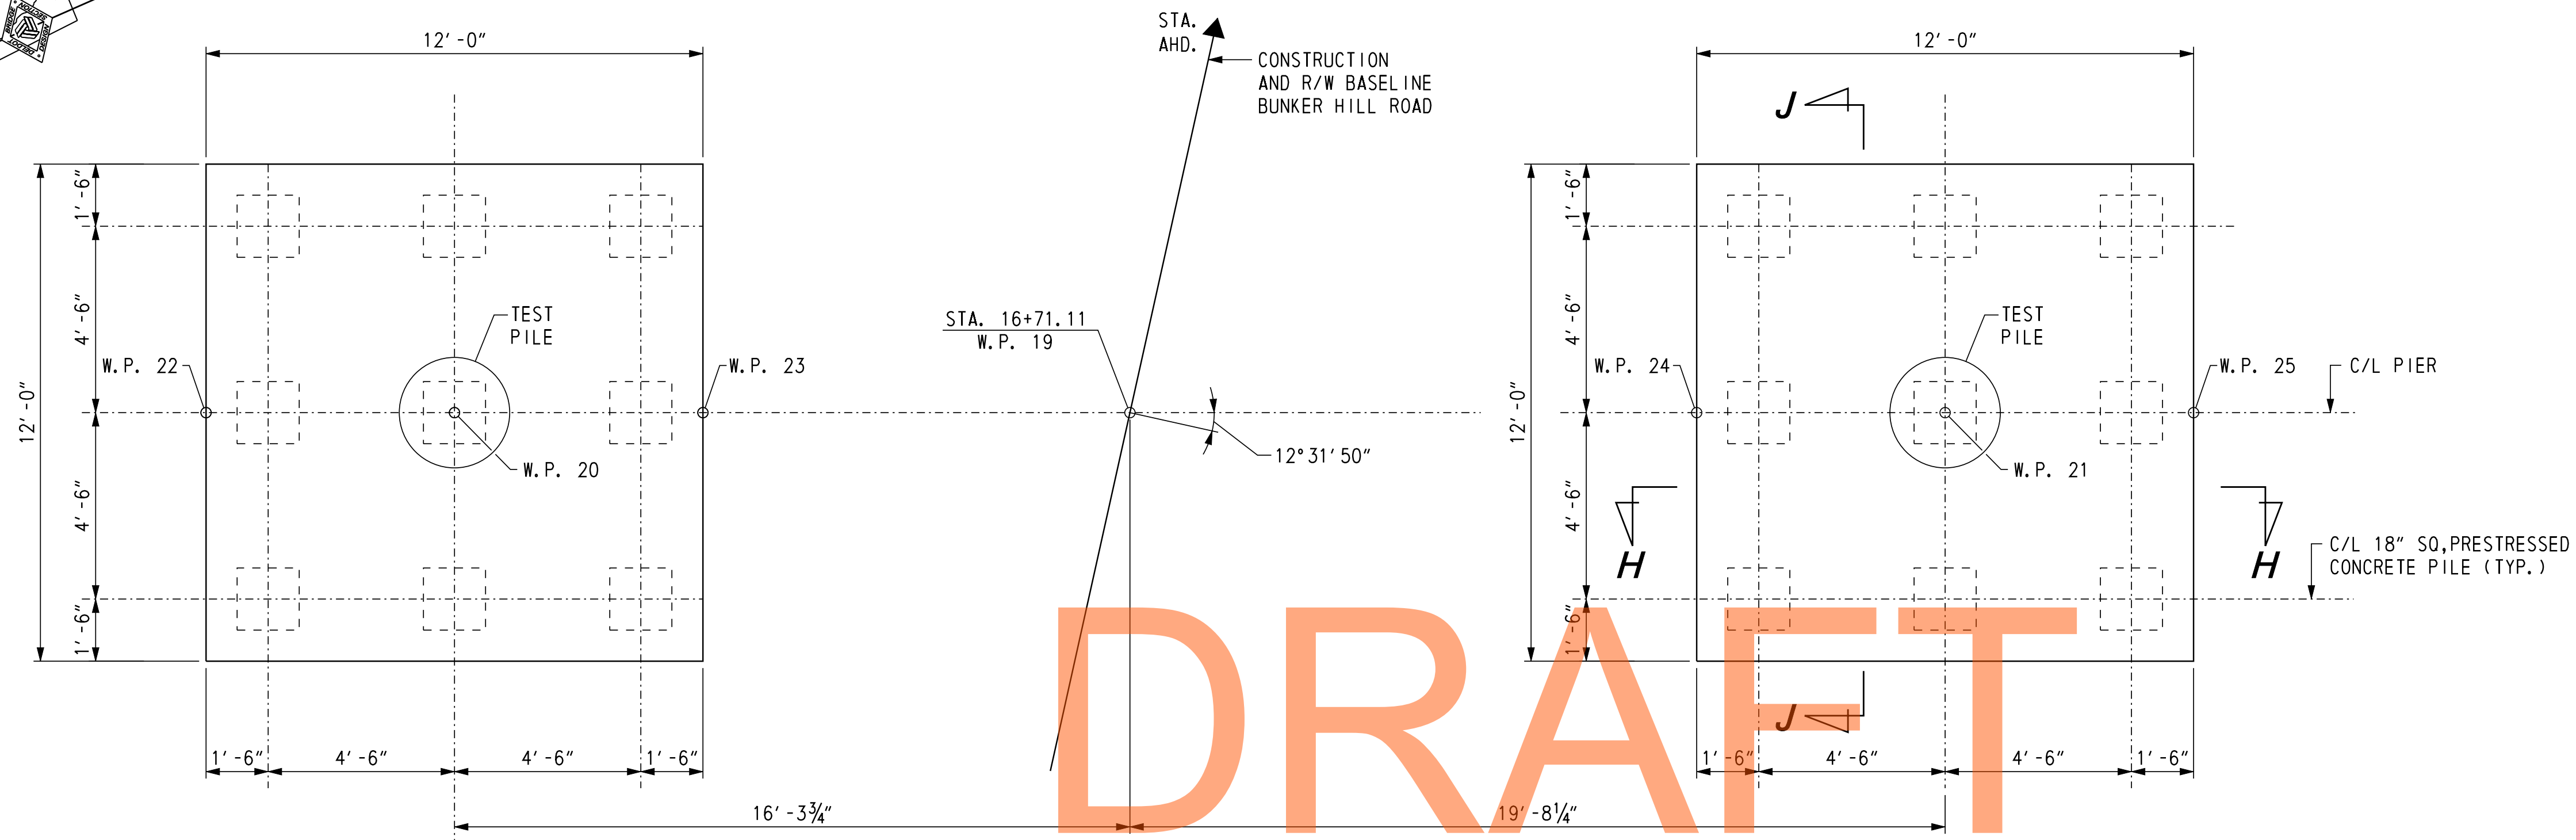 12'-0"
STA.
AHD.
CONSTRUCTION
AND R/W BASELINE
BUNKER HILL ROAD
12'-0"
J
1'-6"
1'-6"
4'-6"
4'-6"
TEST
PILE
TEST
PILE
STA. 16+71.11
W.P. 19
W.P. 22
W.P. 23
W.P. 24
W.P. 25
C/L PIER
12'-0"
12'-0"
12°31'50"
W.P. 20
W.P. 21
4'-6"
4'-6"
H
H
C/L 18" SQ,PRESTRESSED
CONCRETE PILE (TYP.)
1'-6"
1'-6"
DRAFT
J
1'-6"
4'-6"
4'-6"
1'-6"
1'-6"
4'-6"
4'-6"
1'-6"
16'-3¾"
19'-8¼"